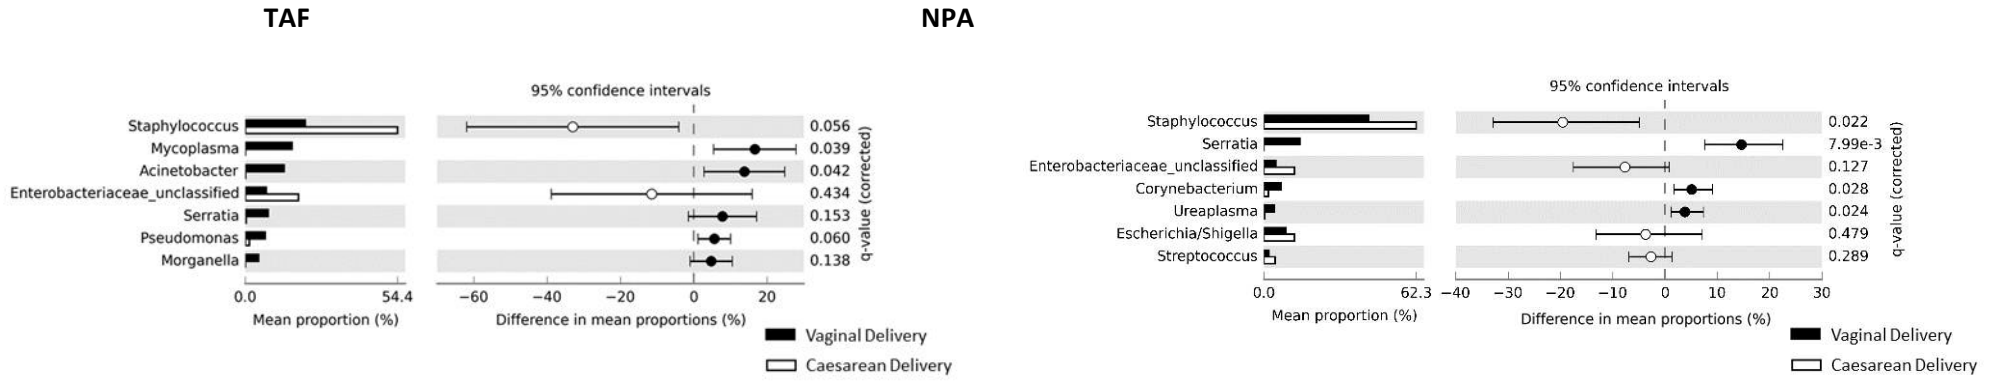 TAF
95% confidence intervals
Staphylococcus 0.056
Mycoplasma 0.039
Acinetobacter 0.042
Enterobacteriaceae_unclassified 0.434
Serratia 0.153
Pseudomonas 0.060
Morganella 0.138
q-value (corrected)
0.0 54.4 −60 −40 −20 0 20
Mean proportion (%) Difference in mean proportions (%)
Vaginal Delivery
Caesarean Delivery
NPA
95% confidence intervals
Staphylococcus 0.022
Serratia 7.99e-3
Enterobacteriaceae_unclassified 0.127
Corynebacterium 0.028
Ureaplasma 0.024
Escherichia/Shigella 0.479
Streptococcus 0.289
q-value (corrected)
0.0 62.3 −40 −30 −20 −10 0 10 20 30
Mean proportion (%) Difference in mean proportions (%)
Vaginal Delivery
Caesarean Delivery